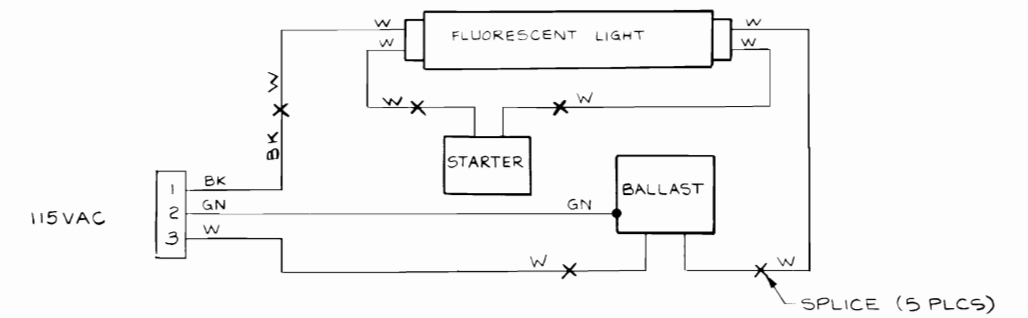 W
W
FLUORESCENT LIGHT
W
W
W
BK
W
W
STARTER
BALLAST
115VAC
1 BK
2 GN
GN
3 W
W
W
SPLICE (5 PLCS)